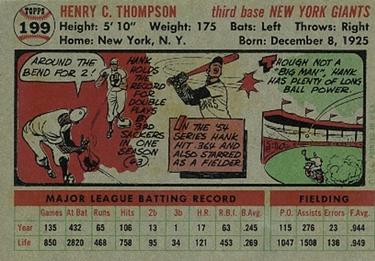 TOPPS
199
HENRY C. THOMPSON third base NEW YORK GIANTS
Height: 5' 10" Weight: 175 Bats: Left Throws: Right
Home: New York, N. Y. Born: December 8, 1925
AROUND THE
BEND FOR 2!
HANK
HOLDS
THE
RECORD
FOR
DOUBLE
PLAYS
BY
3RD
SACKERS
IN ONE
SEASON
(43)
IN THE '54
SERIES HANK
HIT .364 AND
ALSO STARRED
AS A
FIELDER
THOUGH NOT A
"BIG MAN", HANK
HAS PLENTY OF LONG
BALL POWER.
MAJOR LEAGUE BATTING RECORD FIELDING
Games At Bat Runs Hits 2b 3b H.R. R.B.I. B.Avg. P.O. Assists Errors F.Avg.
Year 135 432 65 106 13 1 17 63 .245 115 276 23 .944
Life 850 2820 468 758 95 34 121 453 .269 1047 1508 138 .949